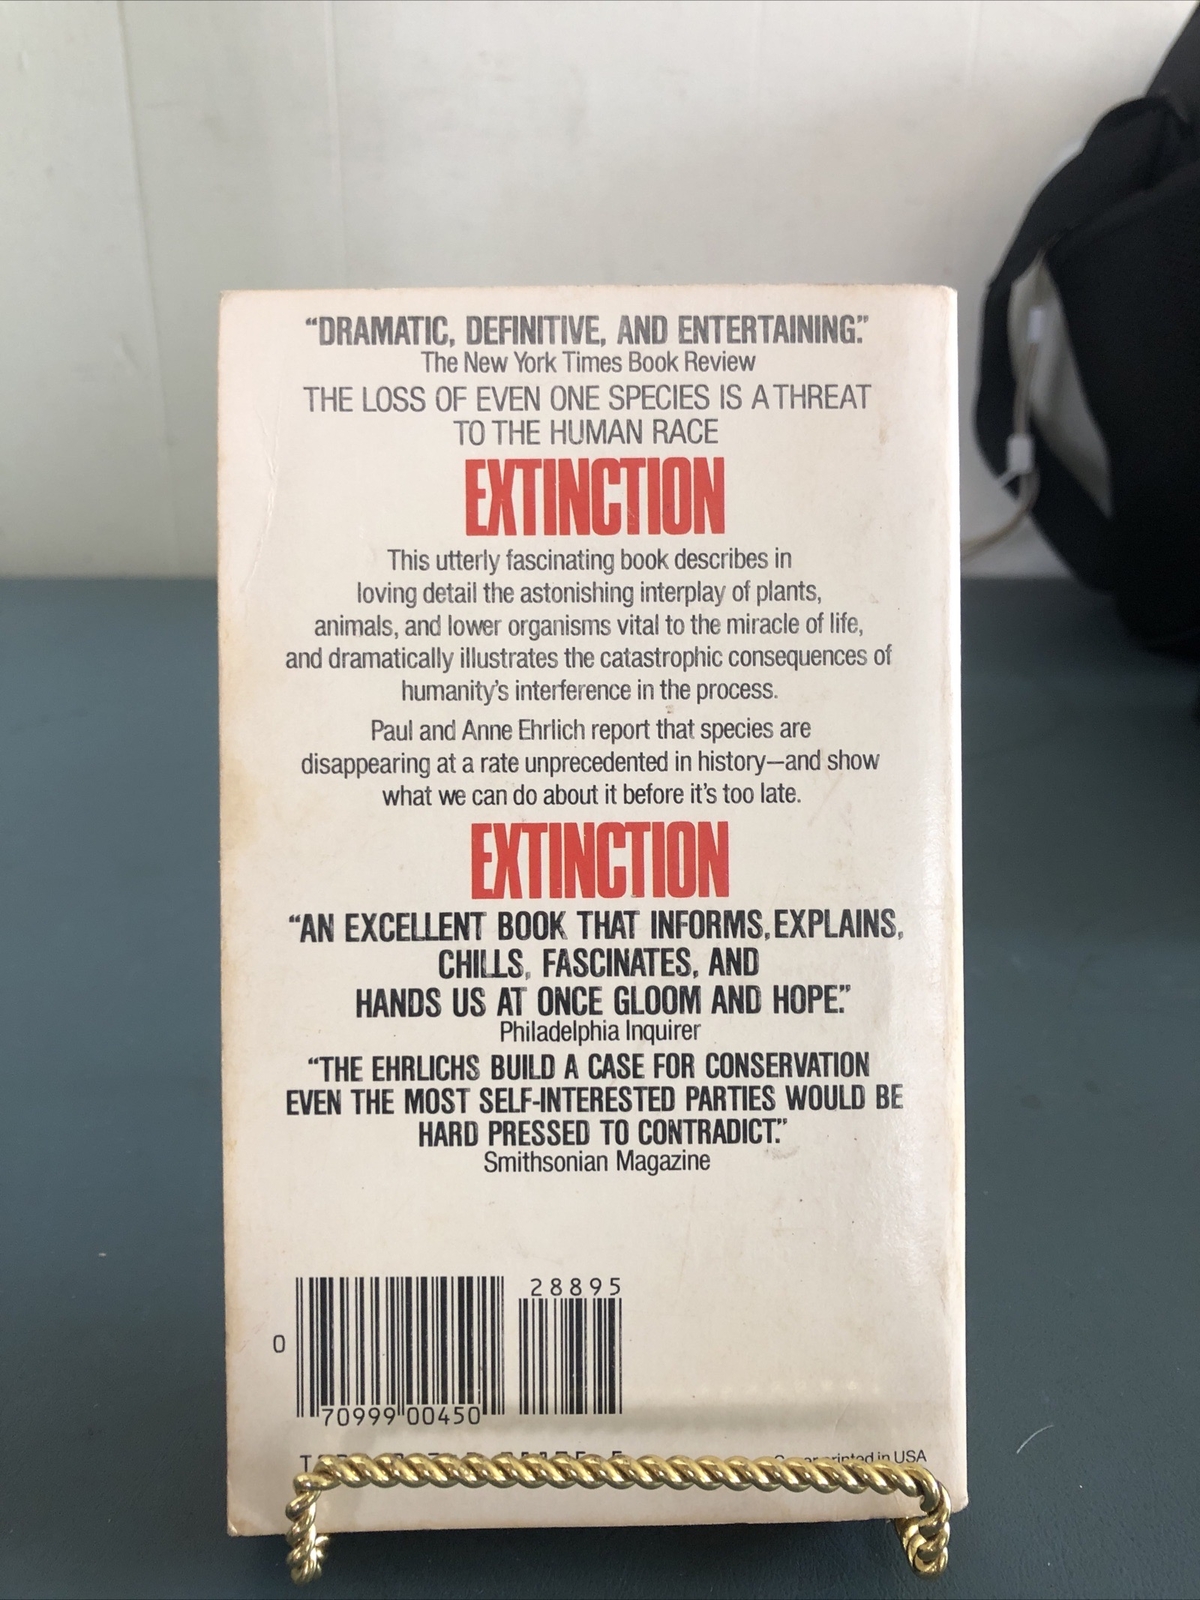 “DRAMATIC, DEFINITIVE, AND ENTERTAINING.”
The New York Times Book Review
THE LOSS OF EVEN ONE SPECIES IS A THREAT
TO THE HUMAN RACE
EXTINCTION
This utterly fascinating book describes in
loving detail the astonishing interplay of plants,
animals, and lower organisms vital to the miracle of life,
and dramatically illustrates the catastrophic consequences of
humanity’s interference in the process.
Paul and Anne Ehrlich report that species are
disappearing at a rate unprecedented in history—and show
what we can do about it before it’s too late.
EXTINCTION
“AN EXCELLENT BOOK THAT INFORMS, EXPLAINS,
CHILLS, FASCINATES, AND
HANDS US AT ONCE GLOOM AND HOPE.”
Philadelphia Inquirer
“THE EHRLICHS BUILD A CASE FOR CONSERVATION
EVEN THE MOST SELF-INTERESTED PARTIES WOULD BE
HARD PRESSED TO CONTRADICT.”
Smithsonian Magazine
28895
0
70999 00450
printed in USA